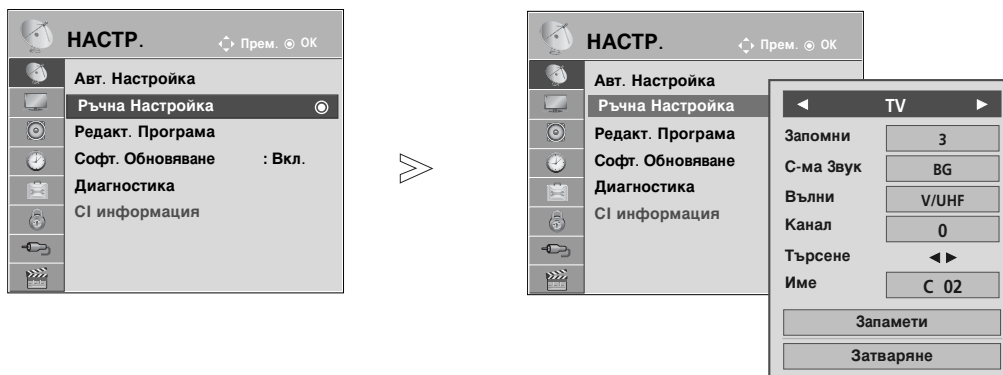 НАСТР.
Прем. OK
Авт. Настройка
Ръчна Настройка
Редакт. Програма
Софт. Обновяване : Вкл.
Диагностика
CI информация
НАСТР.
Прем. OK
Авт. Настройка
Ръчна Настройка
Редакт. Програма
Софт. Обновяване
Диагностика
CI информация
◄ TV ►
Запомни 3
С-ма Звук BG
Вълни V/UHF
Канал 0
Търсене ◄ ►
Име C 02
Запамети
Затваряне